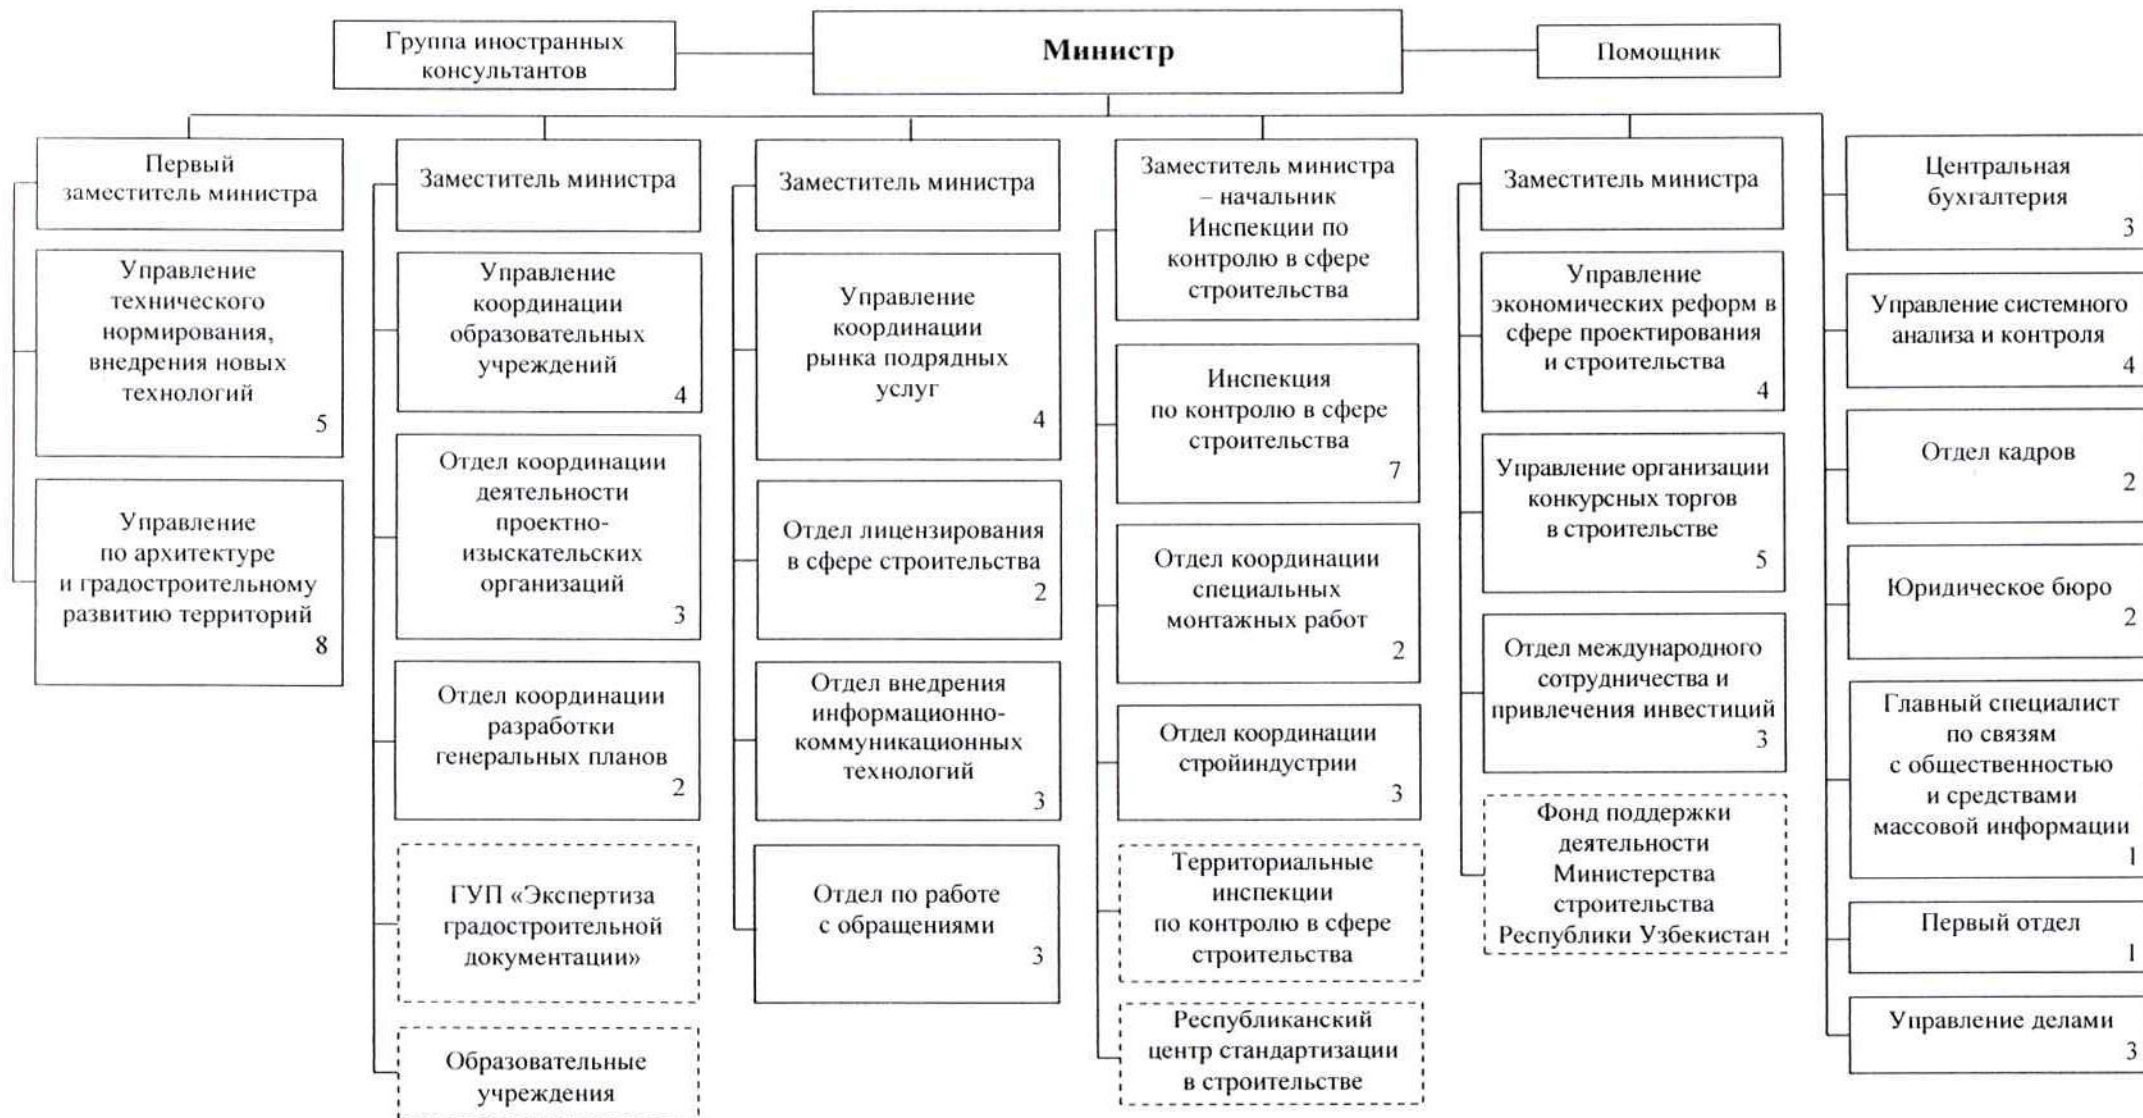 Группа иностранных
консультантов
Министр
Помощник
Первый
заместитель министра
Управление
технического
нормирования,
внедрения новых
технологий
5
Управление
по архитектуре
и градостроительному
развитию территорий
8
Заместитель министра
Управление
координации
образовательных
учреждений
4
Отдел координации
деятельности
проектно-
изыскательских
организаций
3
Отдел координации
разработки
генеральных планов
2
ГУП «Экспертиза
градостроительной
документации»
Образовательные
учреждения
Заместитель министра
Управление
координации
рынка подрядных
услуг
4
Отдел лицензирования
в сфере строительства
2
Отдел внедрения
информационно-
коммуникационных
технологий
3
Отдел по работе
с обращениями
3
Заместитель министра
– начальник
Инспекции по
контролю в сфере
строительства
Инспекция
по контролю в сфере
строительства
7
Отдел координации
специальных
монтажных работ
2
Отдел координации
стройиндустрии
3
Территориальные
инспекции
по контролю в сфере
строительства
Республиканский
центр стандартизации
в строительстве
Заместитель министра
Управление
экономических реформ в
сфере проектирования
и строительства
4
Управление организации
конкурсных торгов
в строительстве
5
Отдел международного
сотрудничества и
привлечения инвестиций
3
Фонд поддержки
деятельности
Министерства
строительства
Республики Узбекистан
Центральная
бухгалтерия
3
Управление системного
анализа и контроля
4
Отдел кадров
2
Юридическое бюро
2
Главный специалист
по связям
с общественностью
и средствами
массовой информации
1
Первый отдел
1
Управление делами
3